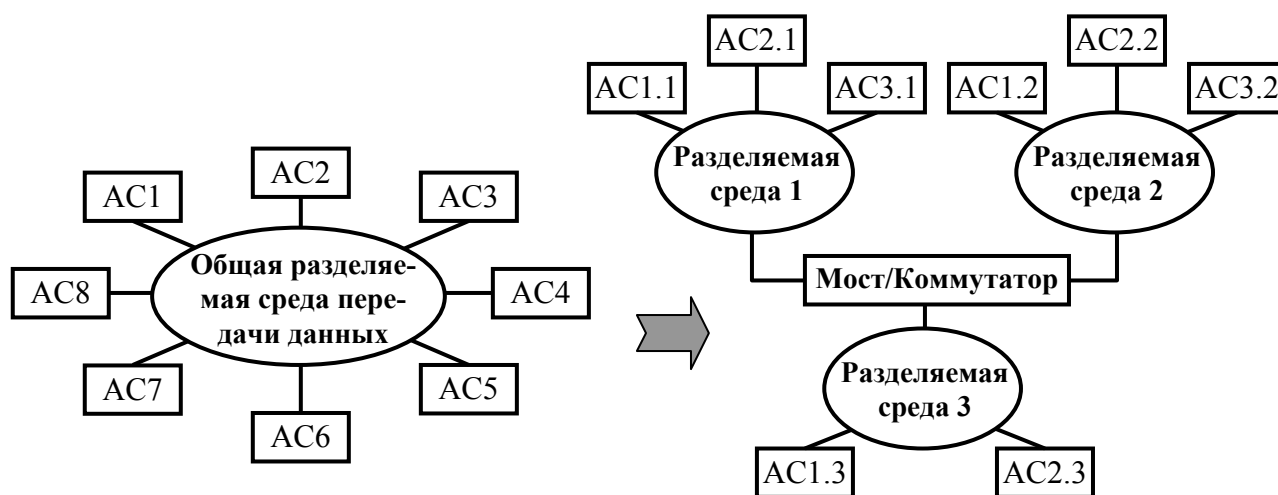 АС1
АС2
АС3
АС8
Общая разделяе-
мая среда пере-
дачи данных
АС4
АС7
АС6
АС5
АС1.1
АС2.1
АС3.1
Разделяемая
среда 1
АС1.2
АС2.2
АС3.2
Разделяемая
среда 2
Мост/Коммутатор
Разделяемая
среда 3
АС1.3
АС2.3